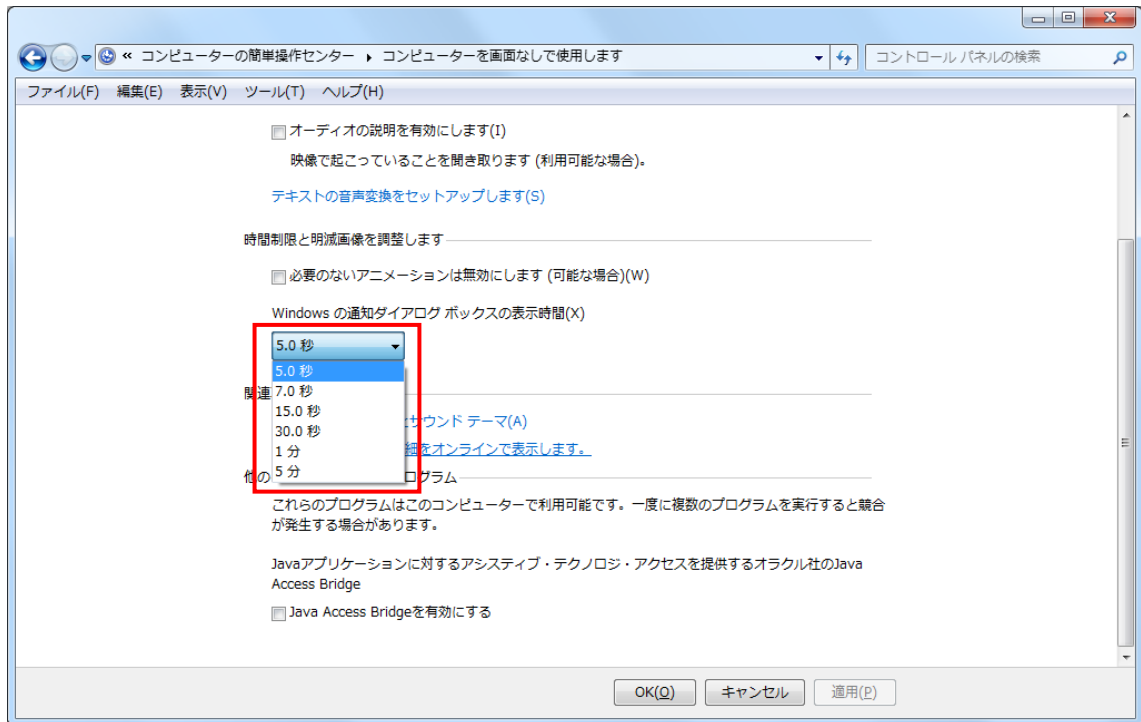 « コンピューターの簡単操作センター ▸ コンピューターを画面なしで使用します
コントロール パネルの検索
ファイル(F) 編集(E) 表示(V) ツール(T) ヘルプ(H)
オーディオの説明を有効にします(I)
映像で起こっていることを聞き取ります (利用可能な場合)。
テキストの音声変換をセットアップします(S)
時間制限と明滅画像を調整します
必要のないアニメーションは無効にします (可能な場合)(W)
Windows の通知ダイアログ ボックスの表示時間(X)
5.0 秒
5.0 秒
関連
7.0 秒
15.0 秒
サウンド テーマ(A)
30.0 秒
1 分
細をオンラインで表示します。
5 分
他の
ログラム
これらのプログラムはこのコンピューターで利用可能です。一度に複数のプログラムを実行すると競合
が発生する場合があります。
Javaアプリケーションに対するアシスティブ・テクノロジ・アクセスを提供するオラクル社のJava
Access Bridge
Java Access Bridgeを有効にする
OK(O) キャンセル 適用(P)